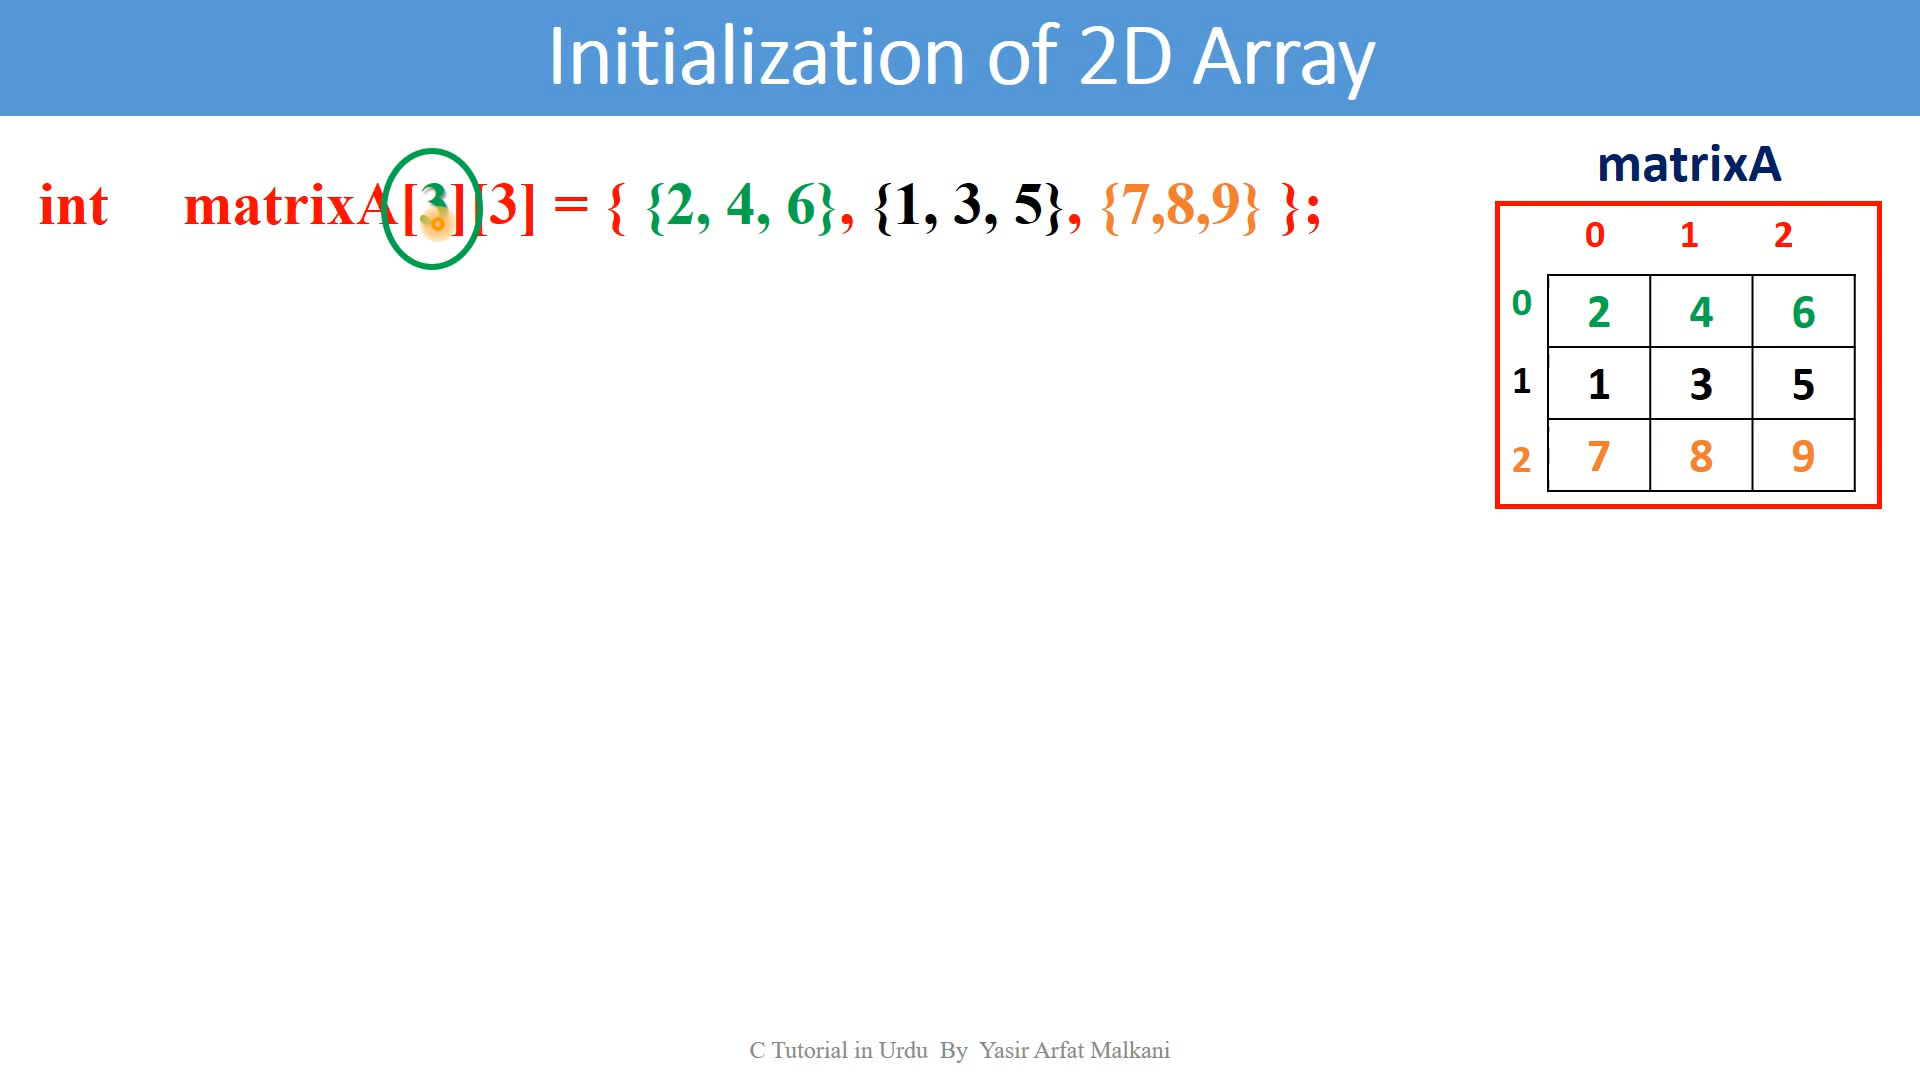 Initialization of 2D Array
int matrixA[3][3] = { {2, 4, 6}, {1, 3, 5}, {7,8,9} };
matrixA
0 1 2
0 2 4 6
1 1 3 5
2 7 8 9
C Tutorial in Urdu By Yasir Arfat Malkani